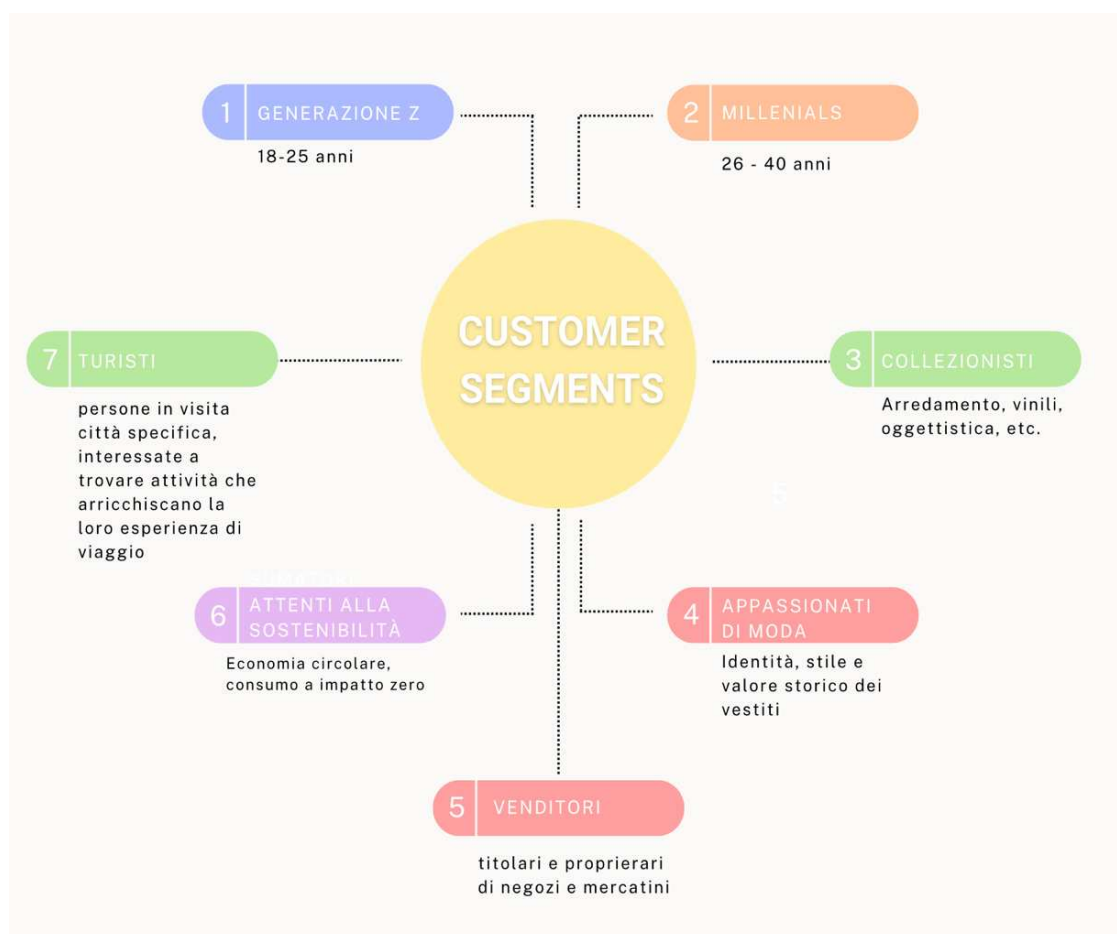 1 GENERAZIONE Z
18-25 anni
2 MILLENIALS
26 - 40 anni
CUSTOMER
SEGMENTS
3 COLLEZIONISTI
Arredamento, vinili,
oggettistica, etc.
5
4 APPASSIONATI
DI MODA
Identità, stile e
valore storico dei
vestiti
5 VENDITORI
titolari e proprierari
di negozi e mercatini
6 ATTENTI ALLA
SOSTENIBILITÀ
Economia circolare,
consumo a impatto zero
7 TURISTI
persone in visita
città specifica,
interessate a
trovare attività che
arricchiscano la
loro esperienza di
viaggio